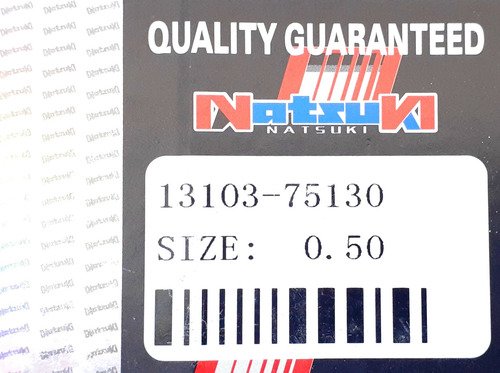 QUALITY GUARANTEED
NatsuKI
NATSUKI
13103-75130
SIZE: 0.50